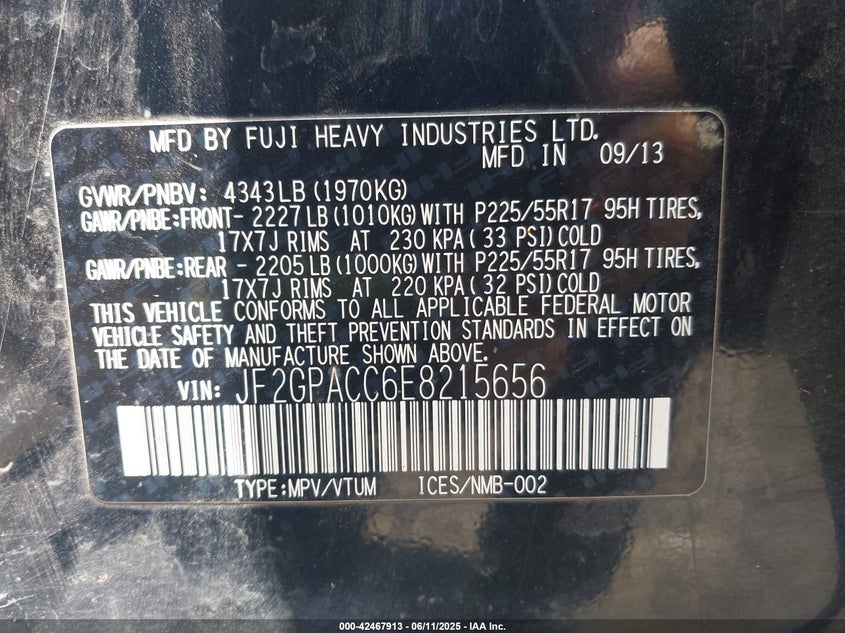 MFD BY FUJI HEAVY INDUSTRIES LTD.
MFD IN 09/13
GVWR/PNBV: 4343LB (1970KG)
GAWR/PNBE:FRONT- 2227 LB (1010KG) WITH P225/55R17 95H TIRES,
17X7J RIMS AT 230 KPA (33 PSI) COLD
GAWR/PNBE:REAR - 2205 LB (1000KG) WITH P225/55R17 95H TIRES,
17X7J RIMS AT 220 KPA (32 PSI) COLD
THIS VEHICLE CONFORMS TO ALL APPLICABLE FEDERAL MOTOR
VEHICLE SAFETY AND THEFT PREVENTION STANDARDS IN EFFECT ON
THE DATE OF MANUFACTURE SHOWN ABOVE.
VIN: JF2GPACC6E8215656
TYPE:MPV/VTUM ICES/NMB-002
000-42467913 - 06/11/2025 - IAA Inc.